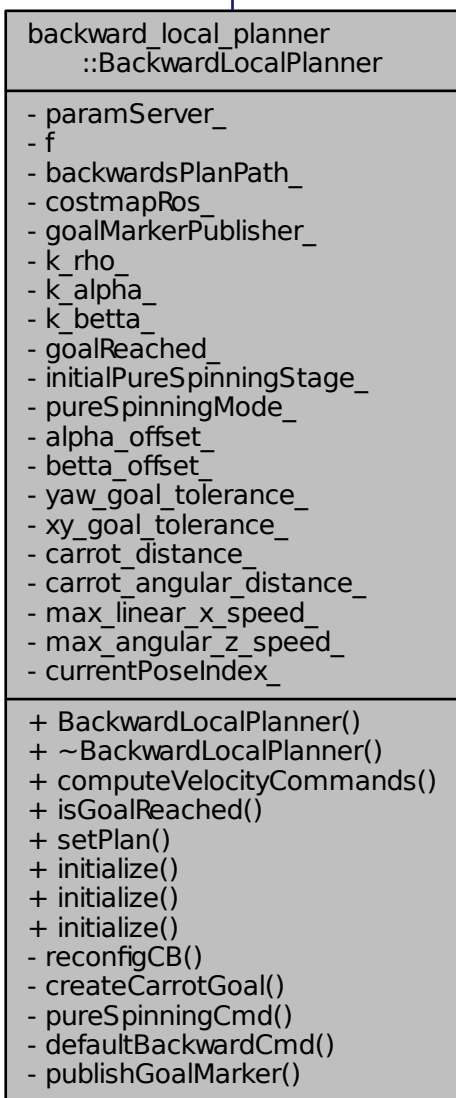 backward_local_planner
::BackwardLocalPlanner
- paramServer_
- f
- backwardsPlanPath_
- costmapRos_
- goalMarkerPublisher_
- k_rho_
- k_alpha_
- k_betta_
- goalReached_
- initialPureSpinningStage_
- pureSpinningMode_
- alpha_offset_
- betta_offset_
- yaw_goal_tolerance_
- xy_goal_tolerance_
- carrot_distance_
- carrot_angular_distance_
- max_linear_x_speed_
- max_angular_z_speed_
- currentPoseIndex_
+ BackwardLocalPlanner()
+ ~BackwardLocalPlanner()
+ computeVelocityCommands()
+ isGoalReached()
+ setPlan()
+ initialize()
+ initialize()
+ initialize()
- reconfigCB()
- createCarrotGoal()
- pureSpinningCmd()
- defaultBackwardCmd()
- publishGoalMarker()